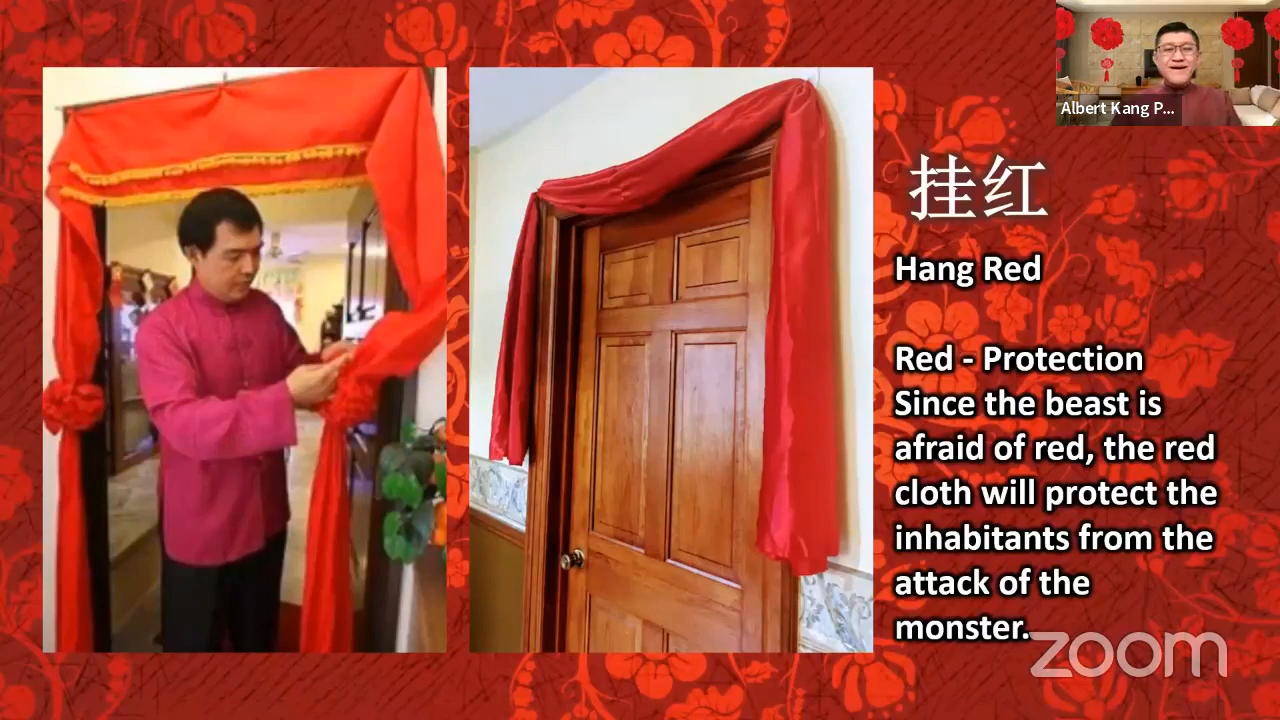 Albert Kang P...
挂红
Hang Red
Red - Protection
Since the beast is
afraid of red, the red
cloth will protect the
inhabitants from the
attack of the
monster.
zoom